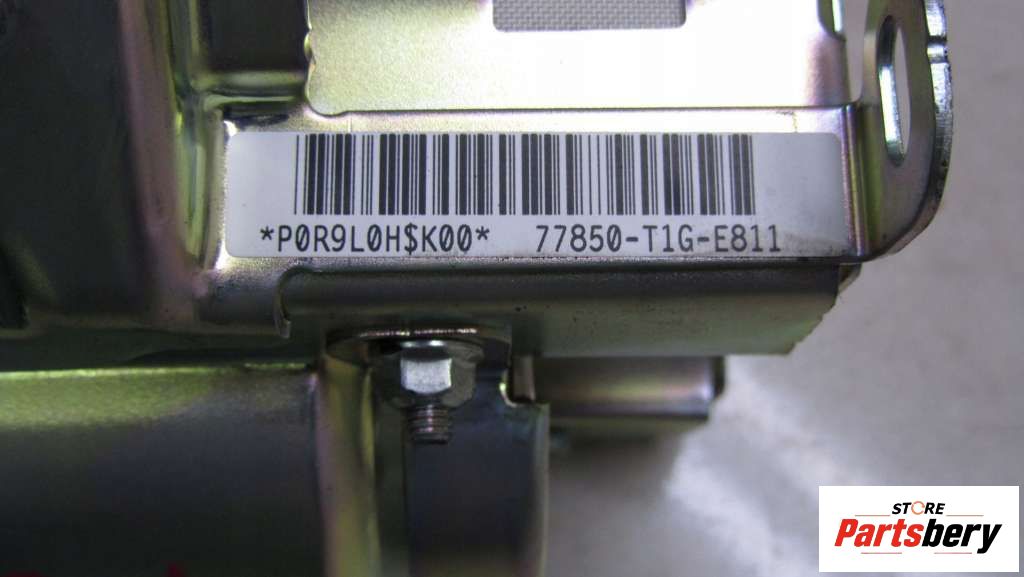 *P0R9L0H$K00* 77850-T1G-E811
STORE
Partsbery